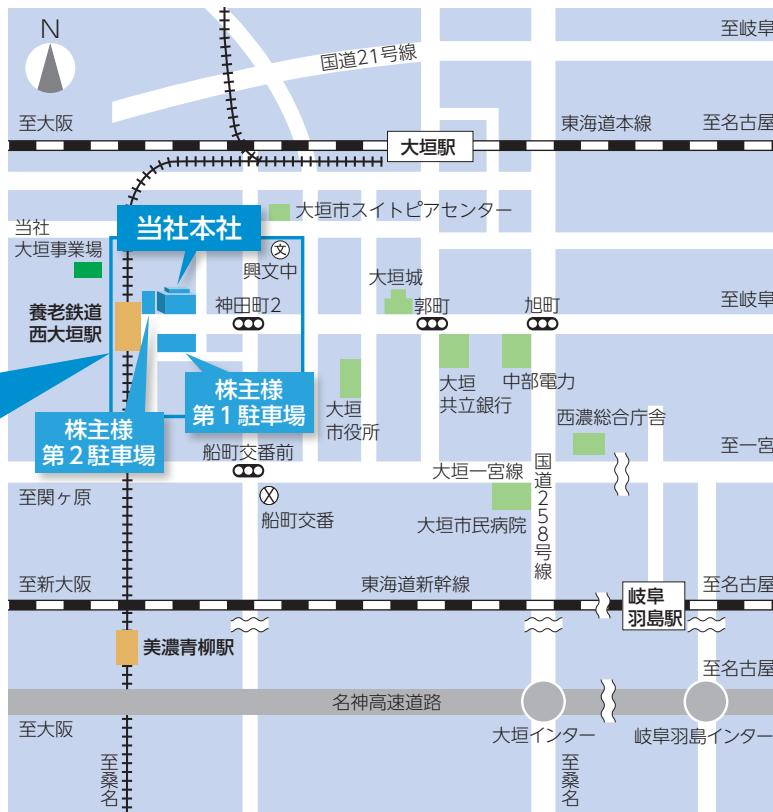 N
国道21号線
至岐阜
至大阪
東海道本線
至名古屋
大垣駅
大垣市スイトピアセンター
当社本社
当社
大垣事業場
文
興文中
大垣城
養老鉄道
西大垣駅
神田町2
郭町
旭町
至岐阜
大垣
共立銀行
中部電力
株主様
第1駐車場
大垣
市役所
株主様
第2駐車場
西濃総合庁舎
船町交番前
至一宮
大垣一宮線
国道258号線
至関ヶ原
船町交番
大垣市民病院
至新大阪
東海道新幹線
岐阜
羽島駅
至名古屋
美濃青柳駅
至名古屋
名神高速道路
至大阪
大垣インター
岐阜羽島インター
至桑名
至桑名